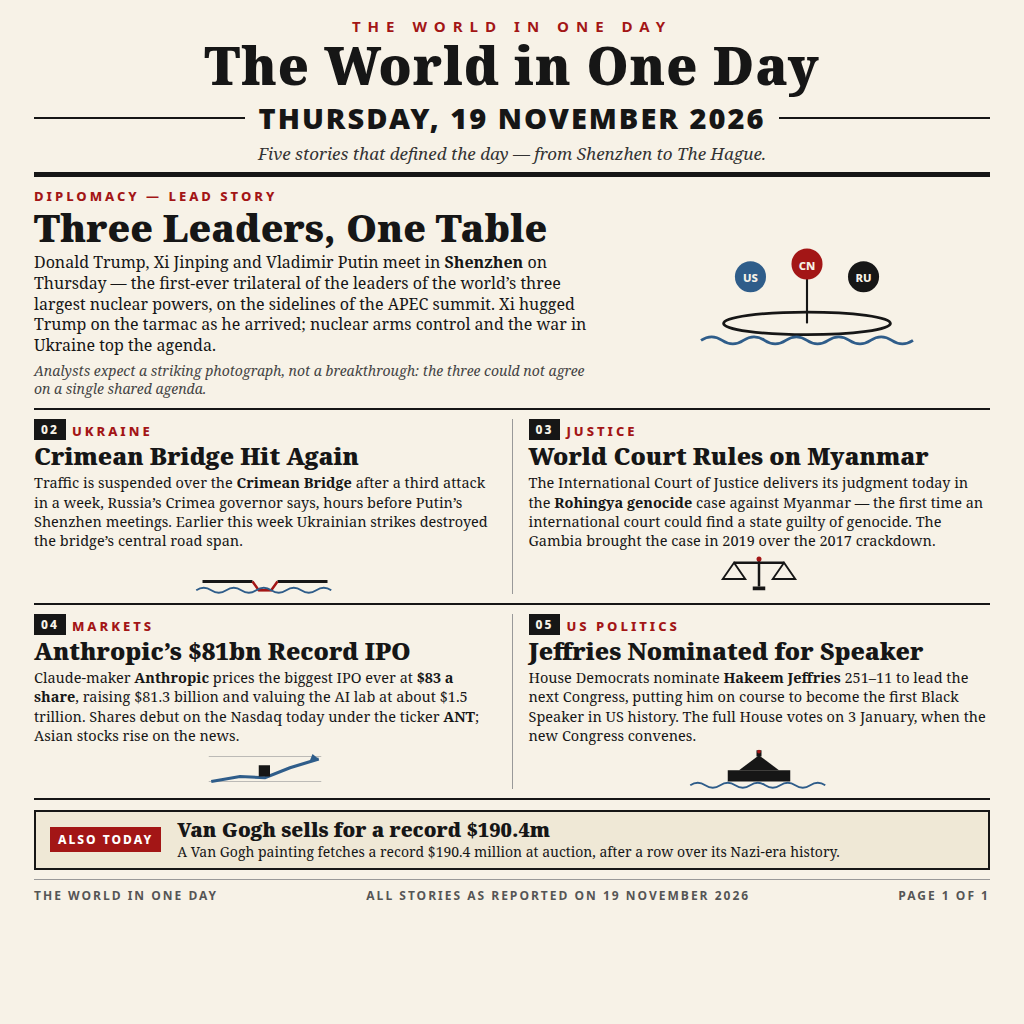 THE WORLD IN ONE DAY
The World in One Day
THURSDAY, 19 NOVEMBER 2026
Five stories that defined the day — from Shenzhen to The Hague.
DIPLOMACY — LEAD STORY
Three Leaders, One Table
Donald Trump, Xi Jinping and Vladimir Putin meet in Shenzhen on
Thursday — the first-ever trilateral of the leaders of the world’s three
largest nuclear powers, on the sidelines of the APEC summit. Xi hugged
Trump on the tarmac as he arrived; nuclear arms control and the war in
Ukraine top the agenda.
Analysts expect a striking photograph, not a breakthrough: the three could not agree
on a single shared agenda.
US
CN
RU
02 UKRAINE
Crimean Bridge Hit Again
Traffic is suspended over the Crimean Bridge after a third attack
in a week, Russia’s Crimea governor says, hours before Putin’s
Shenzhen meetings. Earlier this week Ukrainian strikes destroyed
the bridge’s central road span.
03 JUSTICE
World Court Rules on Myanmar
The International Court of Justice delivers its judgment today in
the Rohingya genocide case against Myanmar — the first time an
international court could find a state guilty of genocide. The
Gambia brought the case in 2019 over the 2017 crackdown.
04 MARKETS
Anthropic’s $81bn Record IPO
Claude-maker Anthropic prices the biggest IPO ever at $83 a
share, raising $81.3 billion and valuing the AI lab at about $1.5
trillion. Shares debut on the Nasdaq today under the ticker ANT;
Asian stocks rise on the news.
05 US POLITICS
Jeffries Nominated for Speaker
House Democrats nominate Hakeem Jeffries 251–11 to lead the
next Congress, putting him on course to become the first Black
Speaker in US history. The full House votes on 3 January, when the
new Congress convenes.
ALSO TODAY
Van Gogh sells for a record $190.4m
A Van Gogh painting fetches a record $190.4 million at auction, after a row over its Nazi-era history.
THE WORLD IN ONE DAY
ALL STORIES AS REPORTED ON 19 NOVEMBER 2026
PAGE 1 OF 1